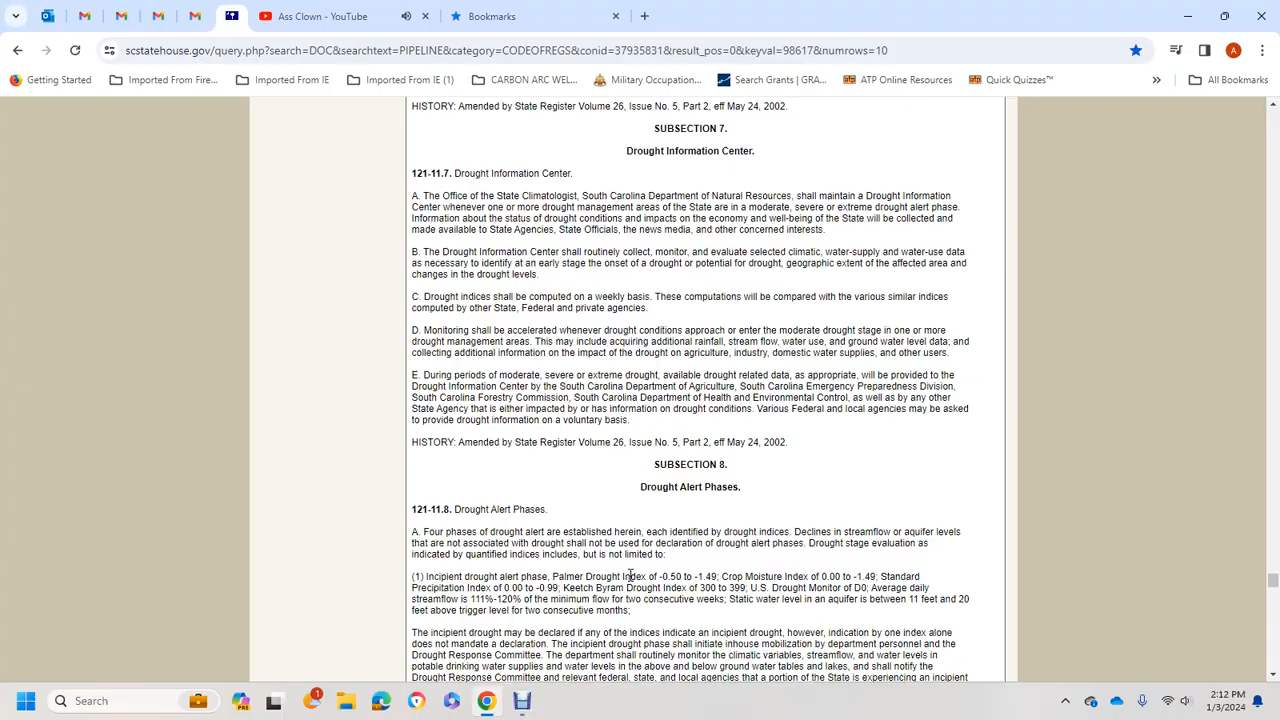 Ass Clown - YouTube
Bookmarks
scstatehouse.gov/query.php?search=DOC&searchtext=PIPELINE&category=CODEOFREGS&conid=37935831&result_pos=0&keyval=98617&numrows=10
A
Getting Started
Imported From Fire...
Imported From IE
Imported From IE (1)
CARBON ARC WEL...
Military Occupation...
Search Grants | GRA...
ATP Online Resources
Quick Quizzes™
All Bookmarks
HISTORY: Amended by State Register Volume 26, Issue No. 5, Part 2, eff May 24, 2002.
SUBSECTION 7.
Drought Information Center.
121-11.7. Drought Information Center.
A. The Office of the State Climatologist, South Carolina Department of Natural Resources, shall maintain a Drought Information
Center whenever one or more drought management areas of the State are in a moderate, severe or extreme drought alert phase.
Information about the status of drought conditions and impacts on the economy and well-being of the State will be collected and
made available to State Agencies, State Officials, the news media, and other concerned interests.
B. The Drought Information Center shall routinely collect, monitor, and evaluate selected climatic, water-supply and water-use data
as necessary to identify at an early stage the onset of a drought or potential for drought, geographic extent of the affected area and
changes in the drought levels.
C. Drought indices shall be computed on a weekly basis. These computations will be compared with the various similar indices
computed by other State, Federal and private agencies.
D. Monitoring shall be accelerated whenever drought conditions approach or enter the moderate drought stage in one or more
drought management areas. This may include acquiring additional rainfall, stream flow, water use, and ground water level data; and
collecting additional information on the impact of the drought on agriculture, industry, domestic water supplies, and other users.
E. During periods of moderate, severe or extreme drought, available drought related data, as appropriate, will be provided to the
Drought Information Center by the South Carolina Department of Agriculture, South Carolina Emergency Preparedness Division,
South Carolina Forestry Commission, South Carolina Department of Health and Environmental Control, as well as by any other
State Agency that is either impacted by or has information on drought conditions. Various Federal and local agencies may be asked
to provide drought information on a voluntary basis.
HISTORY: Amended by State Register Volume 26, Issue No. 5, Part 2, eff May 24, 2002.
SUBSECTION 8.
Drought Alert Phases.
121-11.8. Drought Alert Phases.
A. Four phases of drought alert are established herein, each identified by drought indices. Declines in streamflow or aquifer levels
that are not associated with drought shall not be used for declaration of drought alert phases. Drought stage evaluation as
indicated by quantified indices includes, but is not limited to:
(1) Incipient drought alert phase, Palmer Drought Index of -0.50 to -1.49; Crop Moisture Index of 0.00 to -1.49; Standard
Precipitation Index of 0.00 to -0.99; Keetch Byram Drought Index of 300 to 399; U.S. Drought Monitor of D0; Average daily
streamflow is 111%-120% of the minimum flow for two consecutive weeks; Static water level in an aquifer is between 11 feet and 20
feet above trigger level for two consecutive months;
The incipient drought may be declared if any of the indices indicate an incipient drought, however, indication by one index alone
does not mandate a declaration. The incipient drought phase shall initiate inhouse mobilization by department personnel and the
Drought Response Committee. The department shall routinely monitor the climatic variables, streamflow, and water levels in
potable drinking water supplies and water levels in the above and below ground water tables and lakes, and shall notify the
Drought Response Committee and relevant federal, state, and local agencies that a portion of the State is experiencing an incipient
Search
PRE
1
2:12 PM
1/3/2024